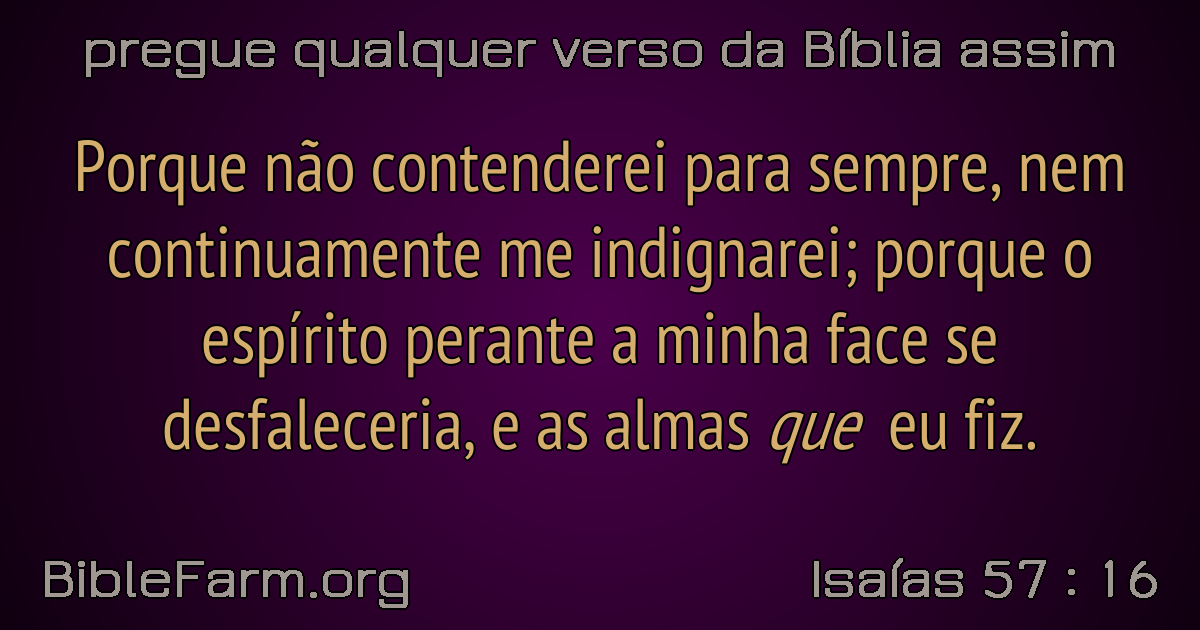 pregue qualquer verso da Bíblia assim
Porque não contenderei para sempre, nem
continuamente me indignarei; porque o
espírito perante a minha face se
desfaleceria, e as almas que eu fiz.
BibleFarm.org
Isaías 57 : 16